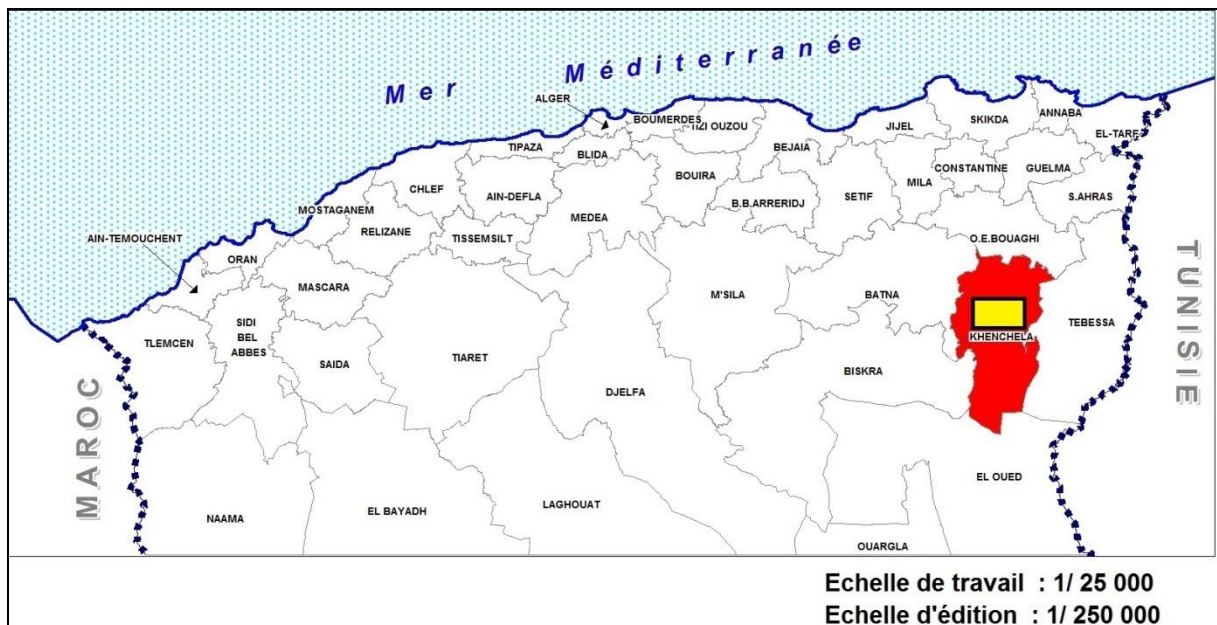 Mer Méditerranée
ALGER
BOUMERDES
TIZI OUZOU
JIJEL
SKIKDA
ANNABA
EL-TARF
TIPAZA
BLIDA
BEJAIA
CONSTANTINE
GUELMA
BOUIRA
MILA
CHLEF
AIN-DEFLA
SETIF
S.AHRAS
B.B.ARRERIDJ
MOSTAGANEM
MEDEA
RELIZANE
TISSEMSILT
AIN-TEMOUCHENT
O.E.BOUAGHI
ORAN
MASCARA
M'SILA
BATNA
TEBESSA
SIDI
BEL
ABBES
KHENCHELA
TLEMCEN
SAIDA
TIARET
BISKRA
DJELFA
MAROC
TUNISIE
EL OUED
LAGHOUAT
EL BAYADH
NAAMA
OUARGLA
Echelle de travail : 1/ 25 000
Echelle d'édition : 1/ 250 000